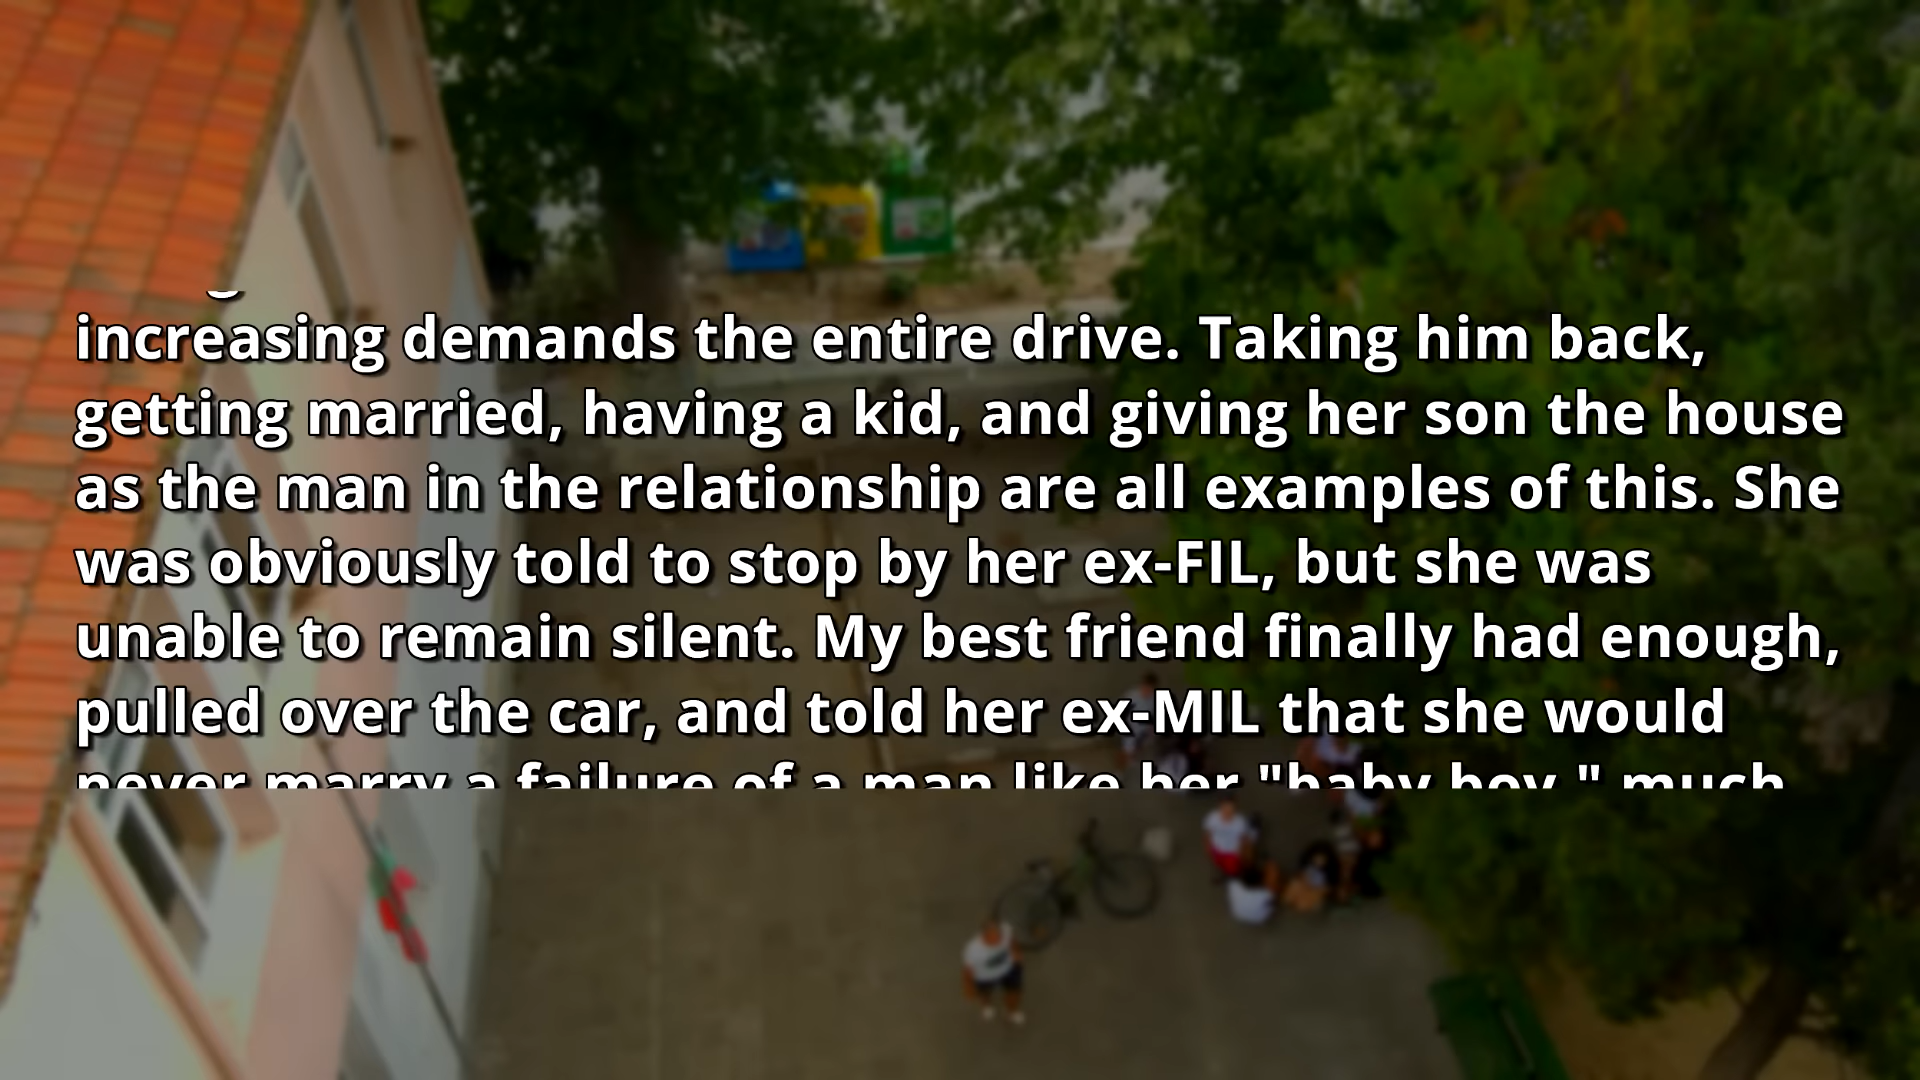 increasing demands the entire drive. Taking him back,
getting married, having a kid, and giving her son the house
as the man in the relationship are all examples of this. She
was obviously told to stop by her ex-FIL, but she was
unable to remain silent. My best friend finally had enough,
pulled over the car, and told her ex-MIL that she would
never marry a failure of a man like her "baby boy," much